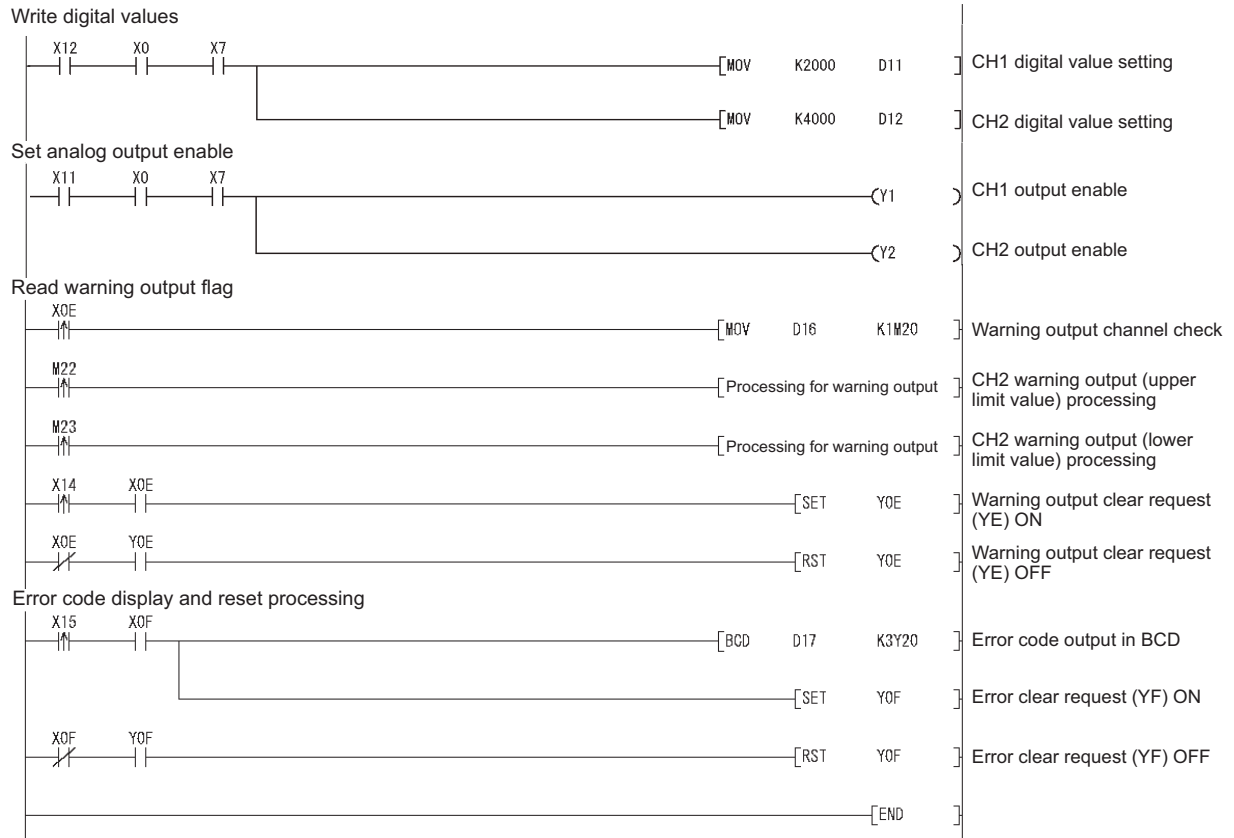 Write digital values
X12 X0 X7
MOV K2000 D11 CH1 digital value setting
MOV K4000 D12 CH2 digital value setting
Set analog output enable
X11 X0 X7
Y1 CH1 output enable
Y2 CH2 output enable
Read warning output flag
X0E
MOV D16 K1M20 Warning output channel check
M22
Processing for warning output CH2 warning output (upper
limit value) processing
M23
Processing for warning output CH2 warning output (lower
limit value) processing
X14 X0E
SET Y0E Warning output clear request
(YE) ON
X0E Y0E
RST Y0E Warning output clear request
(YE) OFF
Error code display and reset processing
X15 X0F
BCD D17 K3Y20 Error code output in BCD
SET Y0F Error clear request (YF) ON
X0F Y0F
RST Y0F Error clear request (YF) OFF
END